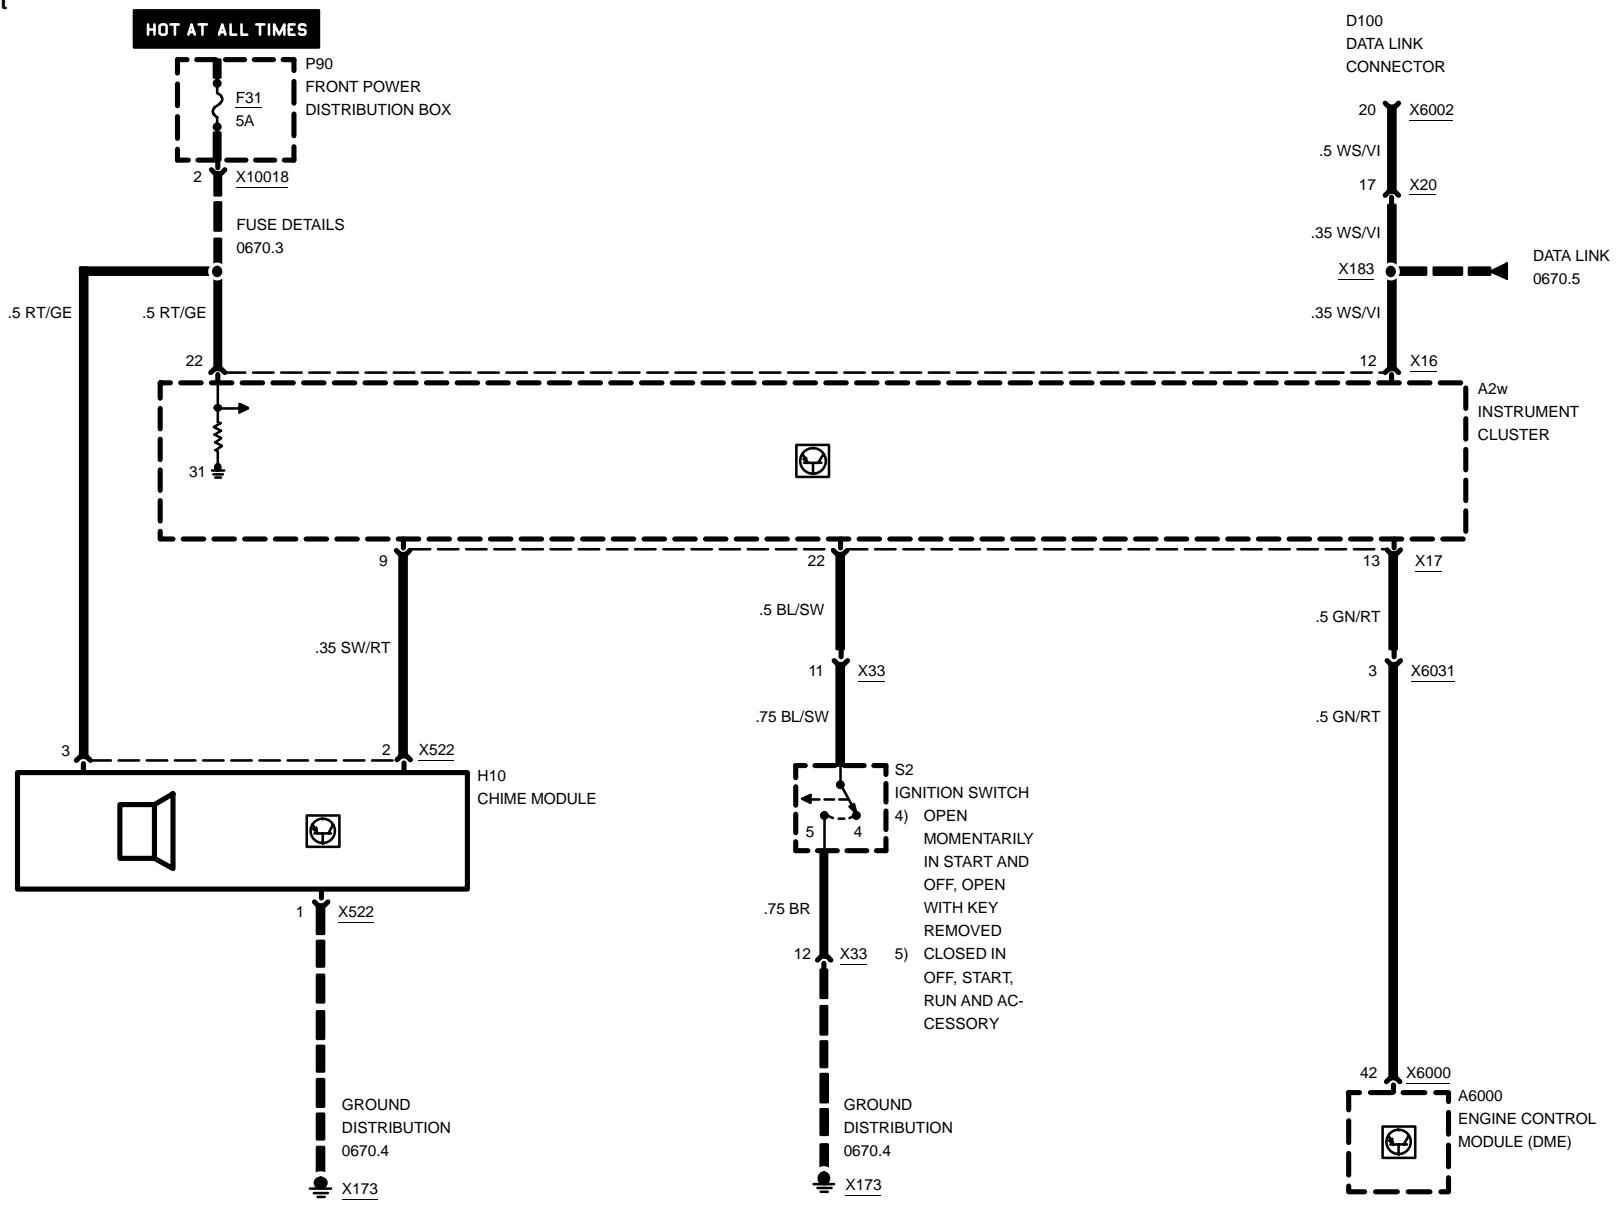 HOT AT ALL TIMES
P90
FRONT POWER
DISTRIBUTION BOX
F31
5A
2 X10018
FUSE DETAILS
0670.3
.5 RT/GE
.5 RT/GE
22
D100
DATA LINK
CONNECTOR
20 X6002
.5 WS/VI
17 X20
.35 WS/VI
X183
DATA LINK
0670.5
.35 WS/VI
12 X16
A2w
INSTRUMENT
CLUSTER
31
9
22
13 X17
.35 SW/RT
.5 BL/SW
11 X33
.75 BL/SW
.5 GN/RT
3 X6031
.5 GN/RT
3
2 X522
H10
CHIME MODULE
1 X522
GROUND
DISTRIBUTION
0670.4
X173
S2
IGNITION SWITCH
4) OPEN
MOMENTARILY
IN START AND
OFF, OPEN
WITH KEY
REMOVED
5) CLOSED IN
OFF, START,
RUN AND AC-
CESSORY
5 4
.75 BR
12 X33
GROUND
DISTRIBUTION
0670.4
X173
42 X6000
A6000
ENGINE CONTROL
MODULE (DME)